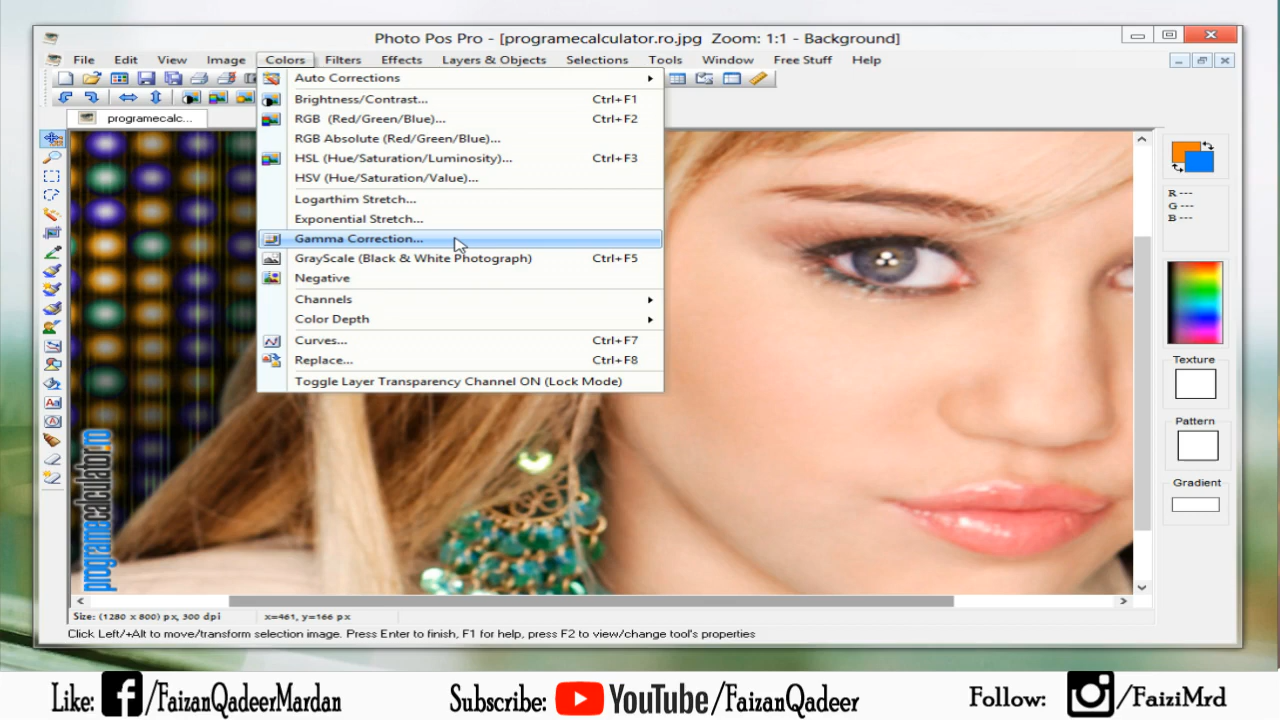 Photo Pos Pro - [programecalculator.ro.jpg Zoom: 1:1 - Background]
File Edit View Image Colors Filters Effects Layers & Objects Selections Tools Window Free Stuff Help
programecalc...
Auto Corrections
Brightness/Contrast... Ctrl+F1
RGB (Red/Green/Blue)... Ctrl+F2
RGB Absolute (Red/Green/Blue)...
HSL (Hue/Saturation/Luminosity)... Ctrl+F3
HSV (Hue/Saturation/Value)...
Logarthim Stretch...
Exponential Stretch...
Gamma Correction...
GrayScale (Black & White Photograph) Ctrl+F5
Negative
Channels
Color Depth
Curves... Ctrl+F7
Replace... Ctrl+F8
Toggle Layer Transparency Channel ON (Lock Mode)
R ---
G ---
B ---
Texture
Pattern
Gradient
programecalculator.ro
Size: (1280 x 800) px, 300 dpi x=461, y=166 px
Click Left/+Alt to move/transform selection image. Press Enter to finish, F1 for help, press F2 to view/change tool's properties
Like: f/FaizanQadeerMardan Subscribe: YouTube/FaizanQadeer Follow: /FaiziMrd